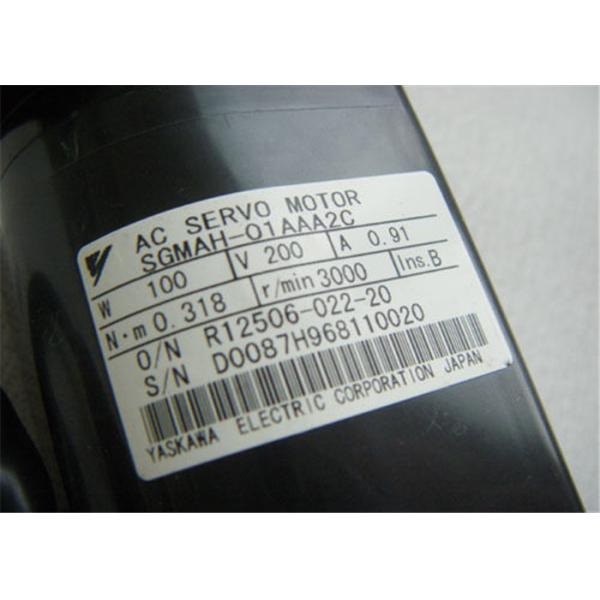 AC SERVO MOTOR
SGMAH-01AAA2C
W 100 V 200 A 0.91
N·m 0.318 r/min 3000 Ins.B
O/N R12506-022-20
S/N D0087H968110020
YASKAWA ELECTRIC CORPORATION JAPAN